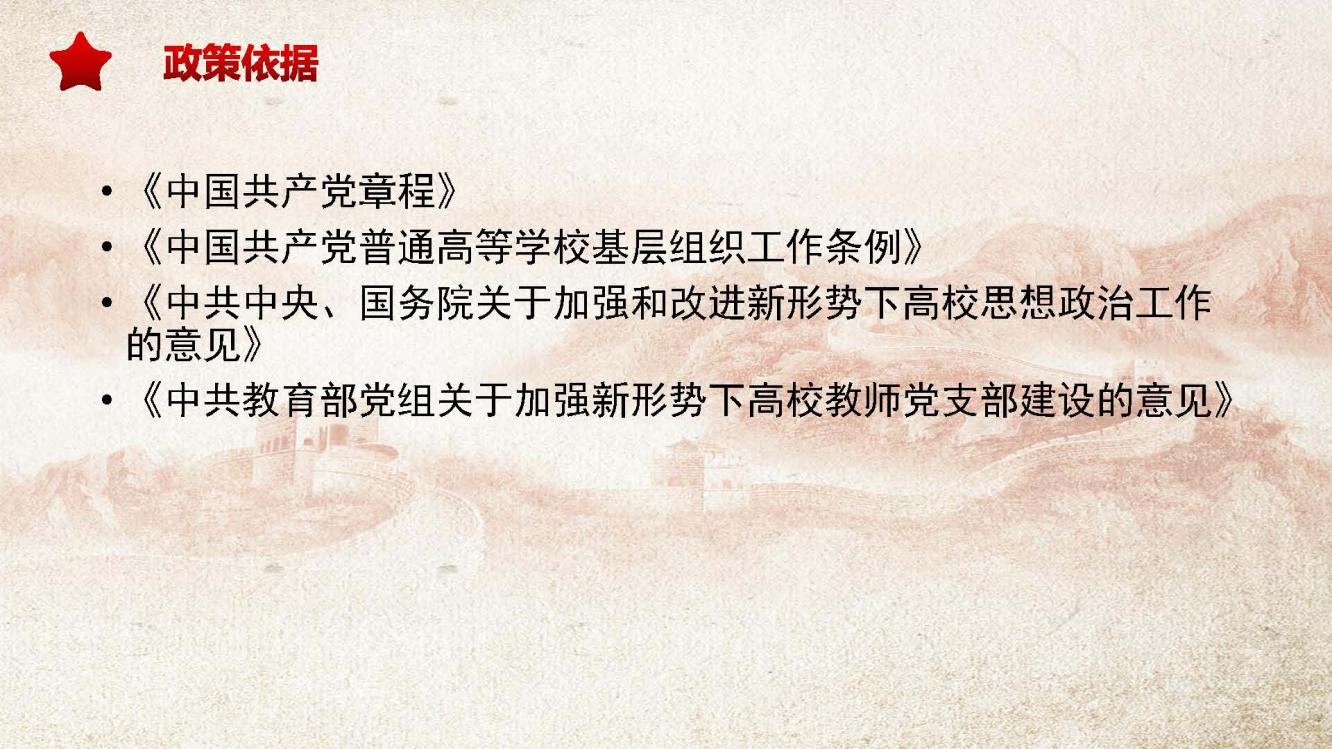 政策依据
• 《中国共产党章程》
• 《中国共产党普通高等学校基层组织工作条例》
• 《中共中央、国务院关于加强和改进新形势下高校思想政治工作
的意见》
• 《中共教育部党组关于加强新形势下高校教师党支部建设的意见》